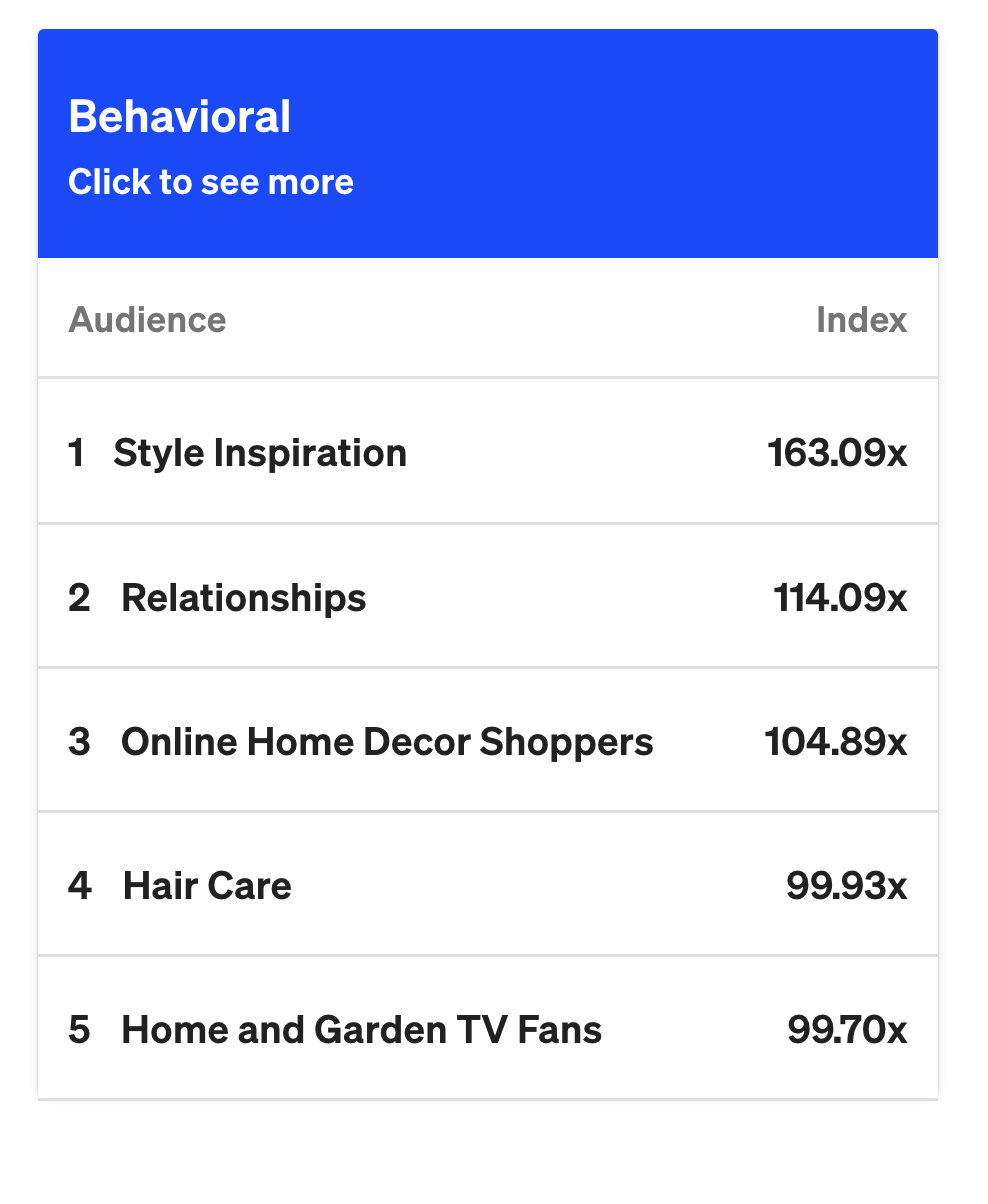 Behavioral
Click to see more
Audience Index
1 Style Inspiration 163.09x
2 Relationships 114.09x
3 Online Home Decor Shoppers 104.89x
4 Hair Care 99.93x
5 Home and Garden TV Fans 99.70x